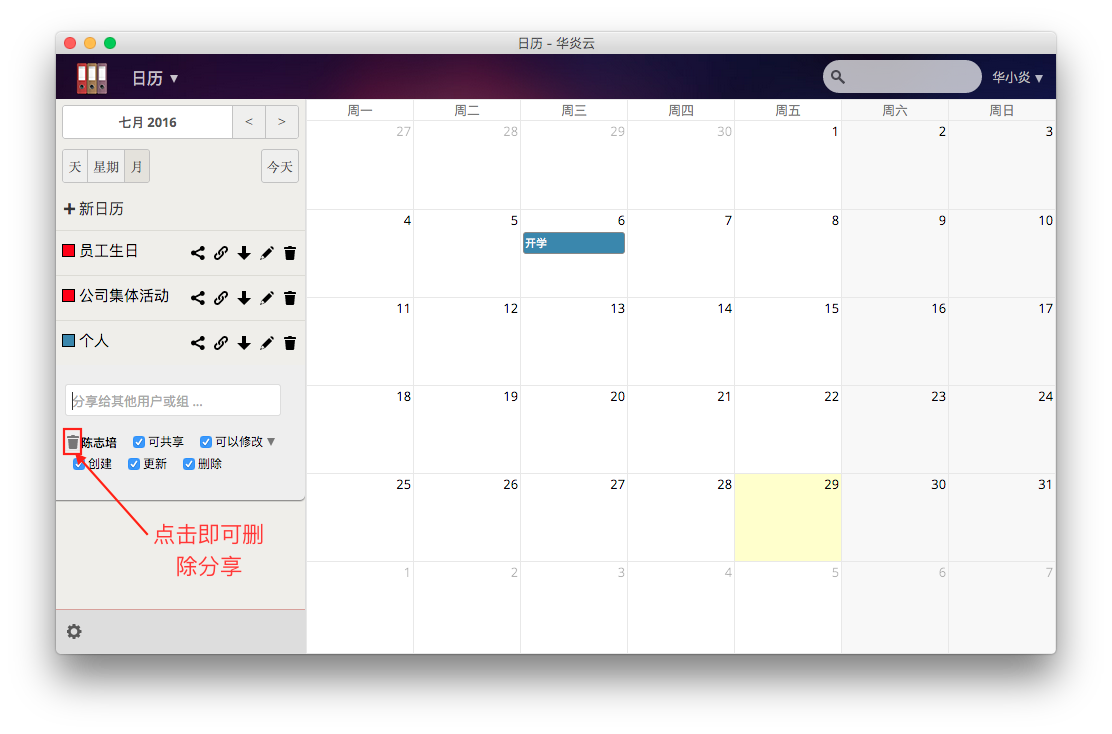 日历 - 华炎云
日历 ▼
华小炎 ▼
七月 2016
< >
天 星期 月
今天
+ 新日历
员工生日
公司集体活动
个人
分享给其他用户或组 ...
陈志培 可共享 可以修改 ▼
创建 更新 删除
点击即可删
除分享
周一 周二 周三 周四 周五 周六 周日
27 28 29 30 1 2 3
4 5 6 7 8 9 10
开学
11 12 13 14 15 16 17
18 19 20 21 22 23 24
25 26 27 28 29 30 31
1 2 3 4 5 6 7